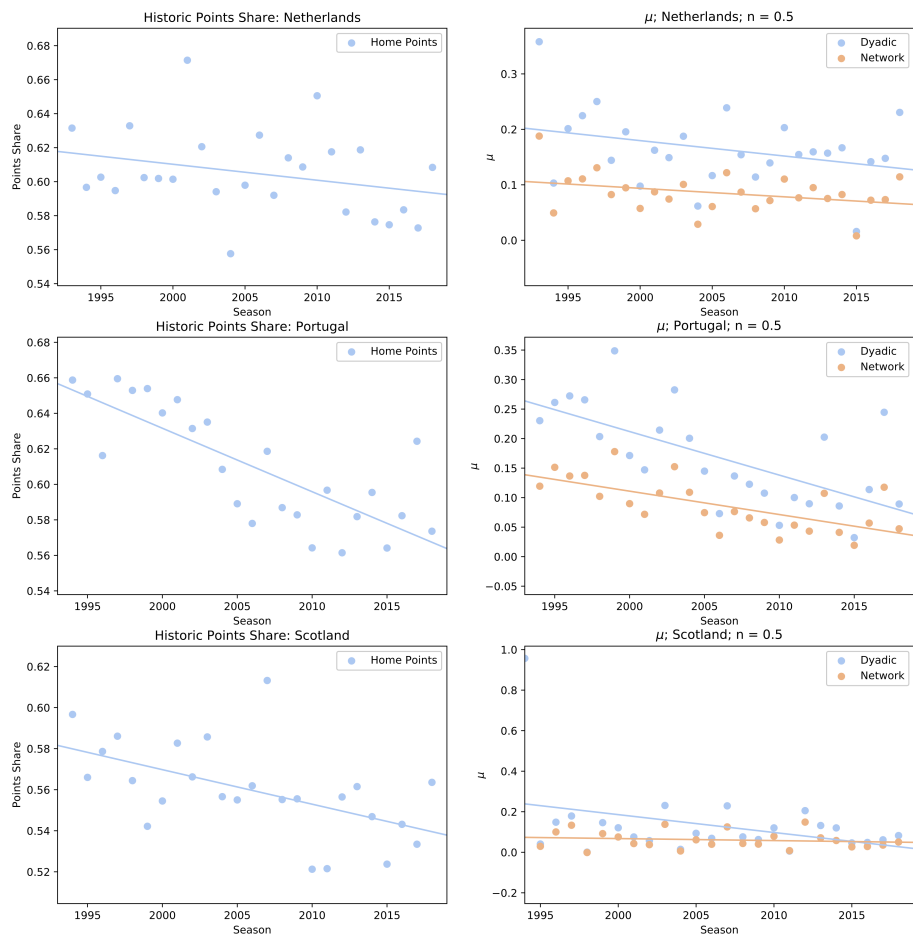 Historic Points Share: Netherlands
Points Share
0.68
0.66
0.64
0.62
0.60
0.58
0.56
0.54
1995 2000 2005 2010 2015
Season
Home Points
μ; Netherlands; n = 0.5
μ
0.3
0.2
0.1
0.0
1995 2000 2005 2010 2015
Season
Dyadic
Network
Historic Points Share: Portugal
Points Share
0.68
0.66
0.64
0.62
0.60
0.58
0.56
0.54
1995 2000 2005 2010 2015
Season
Home Points
μ; Portugal; n = 0.5
μ
0.35
0.30
0.25
0.20
0.15
0.10
0.05
0.00
−0.05
2000 2005 2010 2015
Season
Dyadic
Network
Historic Points Share: Scotland
Points Share
0.62
0.60
0.58
0.56
0.54
0.52
1995 2000 2005 2010 2015
Season
Home Points
μ; Scotland; n = 0.5
μ
1.0
0.8
0.6
0.4
0.2
0.0
−0.2
1995 2000 2005 2010 2015
Season
Dyadic
Network